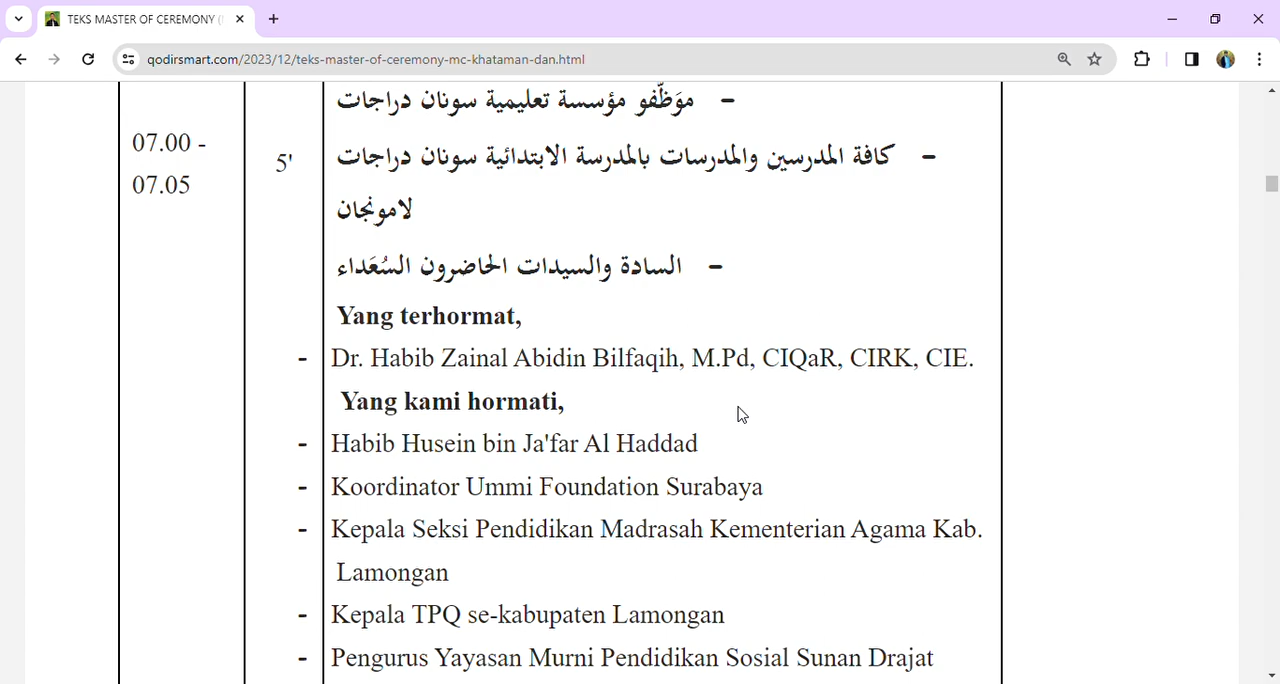 TEKS MASTER OF CEREMONY (
qodirsmart.com/2023/12/teks-master-of-ceremony-mc-khataman-dan.html
07.00 -
07.05
5'
- موَظَّفو مؤسسة تعليمية سونان دراجات
- كافة المدرسين والمدرسات بالمدرسة الابتدائية سونان دراجات
لامونجان
- السادة والسيدات الحاضرون السُعَداء
Yang terhormat,
- Dr. Habib Zainal Abidin Bilfaqih, M.Pd, CIQaR, CIRK, CIE.
Yang kami hormati,
- Habib Husein bin Ja'far Al Haddad
- Koordinator Ummi Foundation Surabaya
- Kepala Seksi Pendidikan Madrasah Kementerian Agama Kab.
Lamongan
- Kepala TPQ se-kabupaten Lamongan
- Pengurus Yayasan Murni Pendidikan Sosial Sunan Drajat